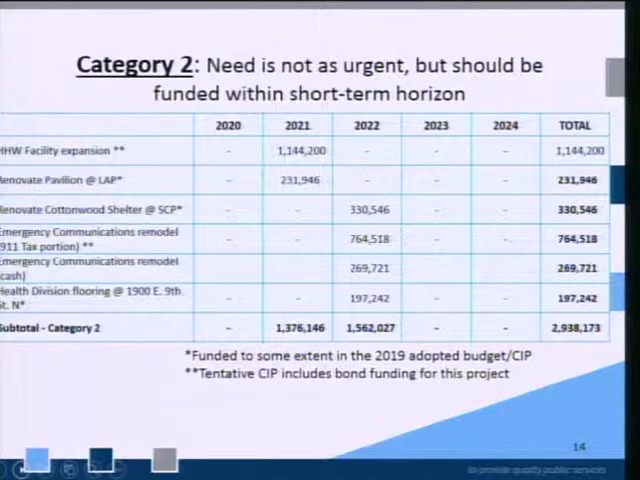 Category 2: Need is not as urgent, but should be
funded within short-term horizon
2020 2021 2022 2023 2024 TOTAL
HHW Facility expansion ** - 1,144,200 - - - 1,144,200
Renovate Pavilion @ LAP* - 231,946 - - - 231,946
Renovate Cottonwood Shelter @ SCP* - - 330,546 - - 330,546
Emergency Communications remodel
(911 Tax portion) ** - - 764,518 - - 764,518
Emergency Communications remodel
(cash) 269,721 - - 269,721
Health Division flooring @ 1900 E. 9th
St. N* - - 197,242 - - 197,242
Subtotal - Category 2 - 1,376,146 1,562,027 - - 2,938,173
*Funded to some extent in the 2019 adopted budget/CIP
**Tentative CIP includes bond funding for this project
14
to provide quality public services